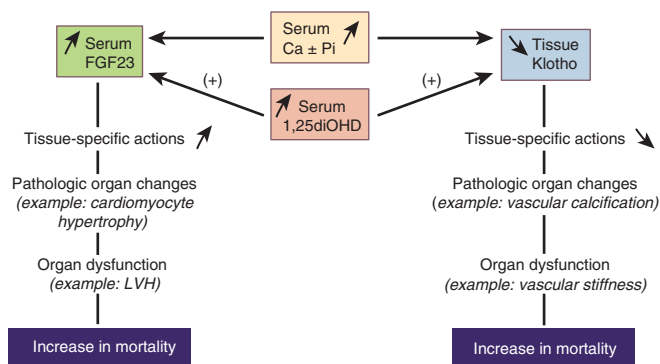 Serum
FGF23
Serum
Ca ± Pi
Tissue
Klotho
(+)
(+)
Serum
1,25diOHD
Tissue-specific actions
Pathologic organ changes
(example: cardiomyocyte
hypertrophy)
Organ dysfunction
(example: LVH)
Increase in mortality
Tissue-specific actions
Pathologic organ changes
(example: vascular calcification)
Organ dysfunction
(example: vascular stiffness)
Increase in mortality